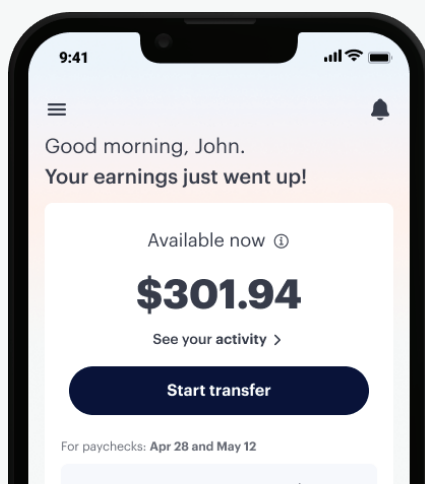 9:41
Good morning, John.
Your earnings just went up!
Available now
$301.94
See your activity
Start transfer
For paychecks: Apr 28 and May 12